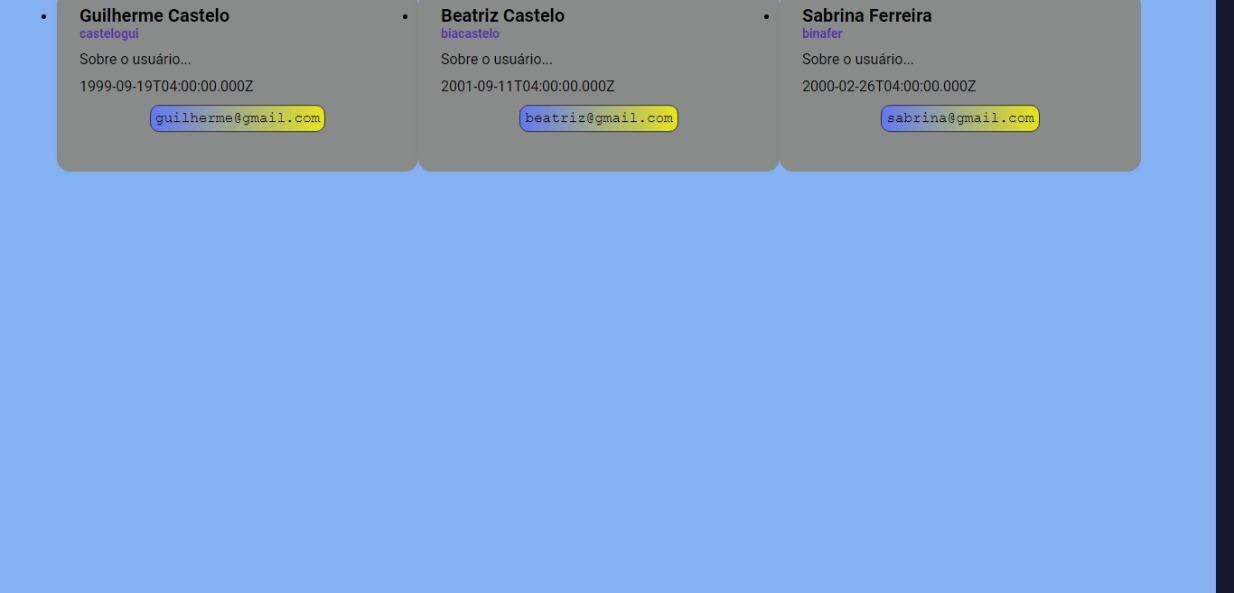 Guilherme Castelo
castelogui
Sobre o usuário...
1999-09-19T04:00:00.000Z
guilherme@gmail.com
Beatriz Castelo
biacastelo
Sobre o usuário...
2001-09-11T04:00:00.000Z
beatriz@gmail.com
Sabrina Ferreira
binafer
Sobre o usuário...
2000-02-26T04:00:00.000Z
sabrina@gmail.com